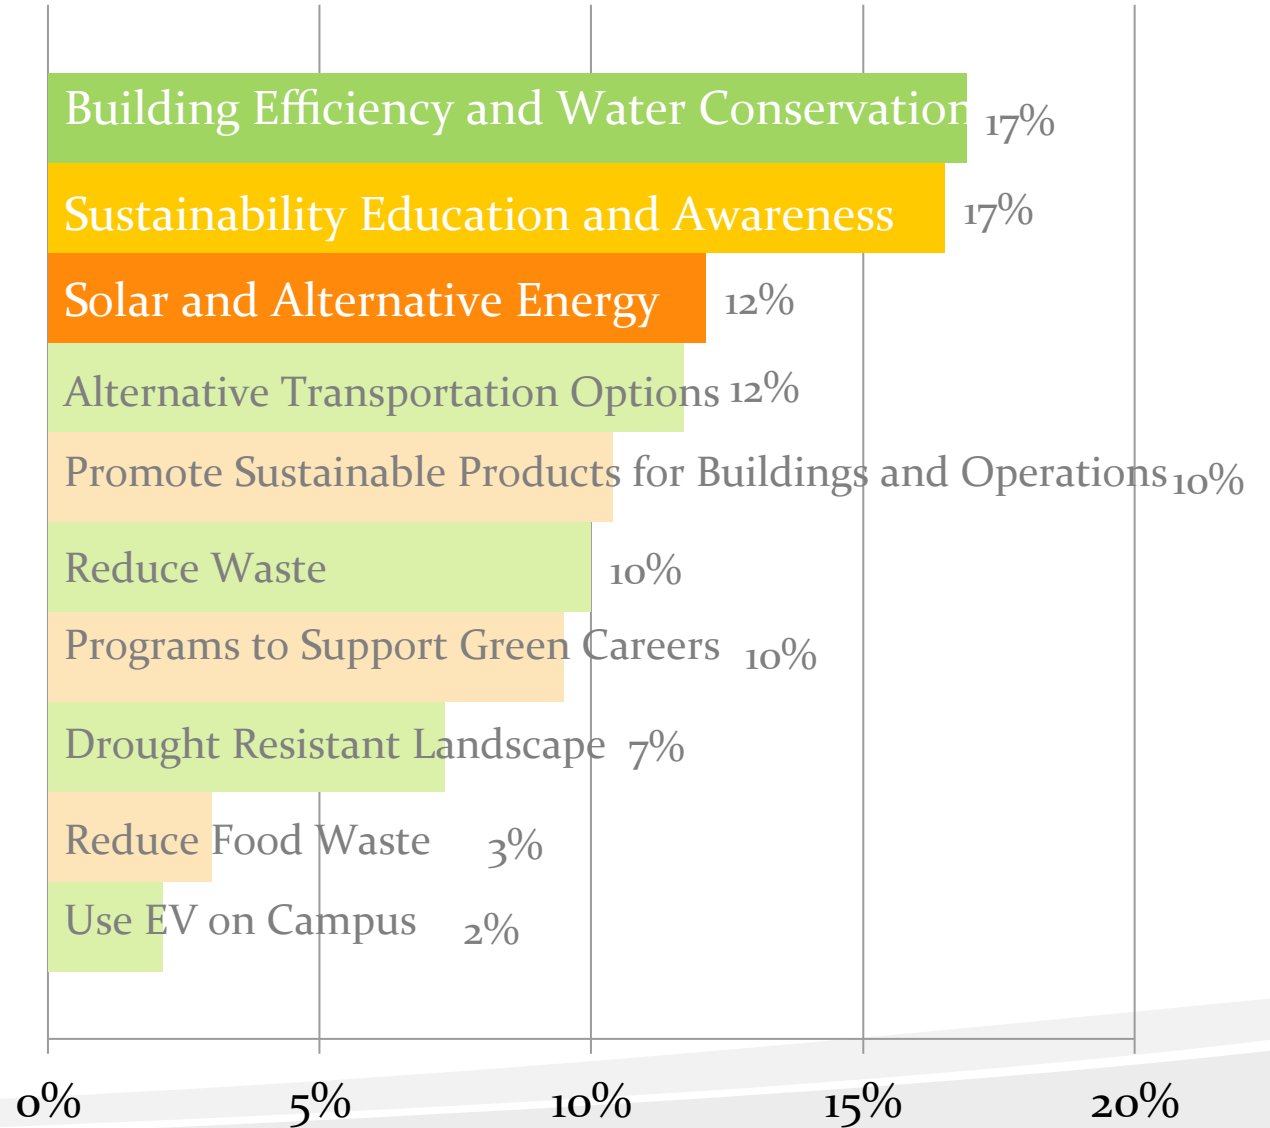 Building Efficiency and Water Conservation 17%
Sustainability Education and Awareness 17%
Solar and Alternative Energy 12%
Alternative Transportation Options 12%
Promote Sustainable Products for Buildings and Operations 10%
Reduce Waste 10%
Programs to Support Green Careers 10%
Drought Resistant Landscape 7%
Reduce Food Waste 3%
Use EV on Campus 2%
0% 5% 10% 15% 20%